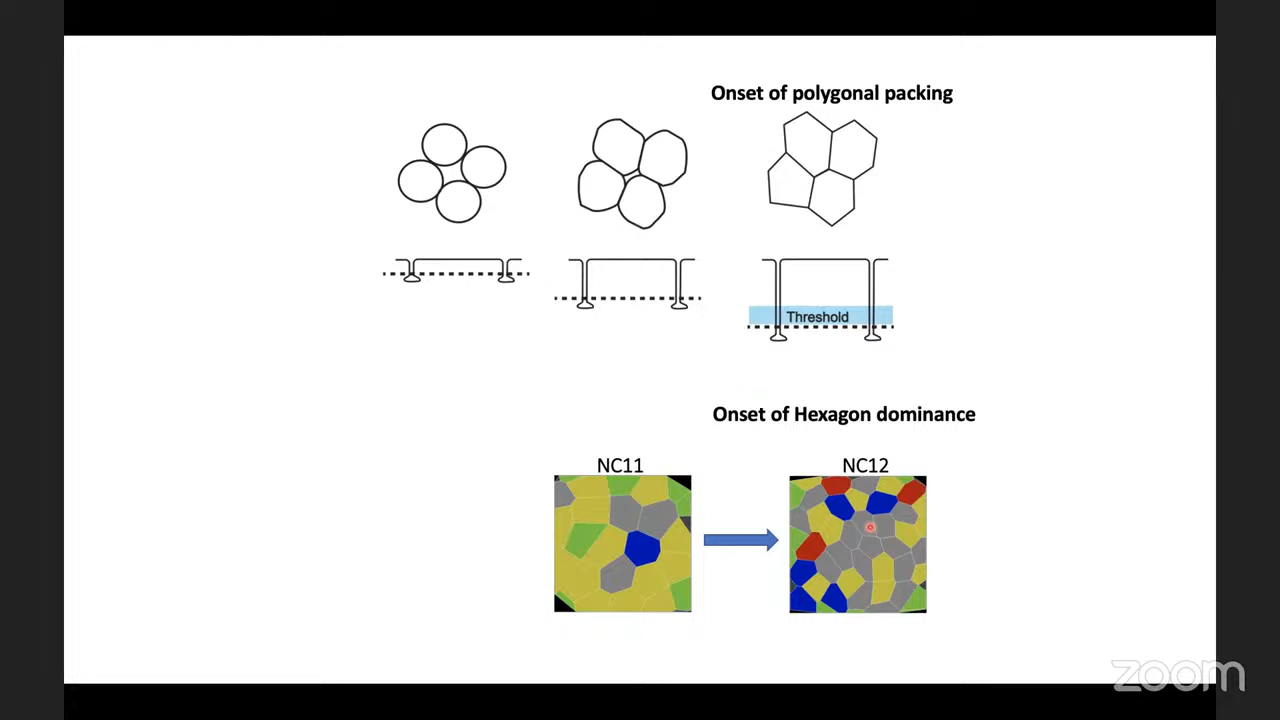 Onset of polygonal packing
Threshold
Onset of Hexagon dominance
NC11
NC12
zoom